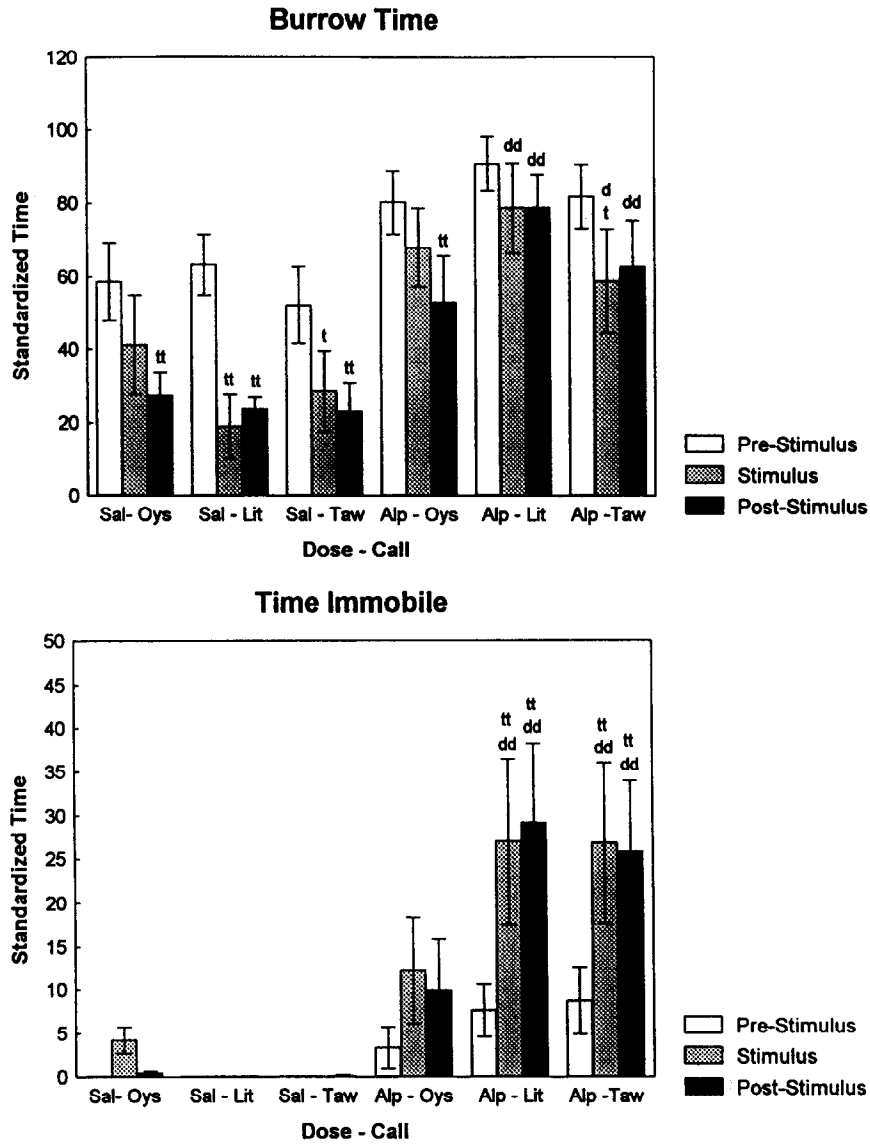 Burrow Time
120
100
80
60
40
20
0
Standardized Time
tt
tt
tt
t
tt
tt
dd
dd
d
t
dd
Sal- Oys
Sal - Lit
Sal - Taw
Alp - Oys
Alp - Lit
Alp -Taw
Dose - Call
Pre-Stimulus
Stimulus
Post-Stimulus
Time Immobile
50
45
40
35
30
25
20
15
10
5
0
Standardized Time
tt
dd
tt
dd
tt
dd
tt
dd
Sal- Oys
Sal - Lit
Sal - Taw
Alp - Oys
Alp - Lit
Alp -Taw
Dose - Call
Pre-Stimulus
Stimulus
Post-Stimulus